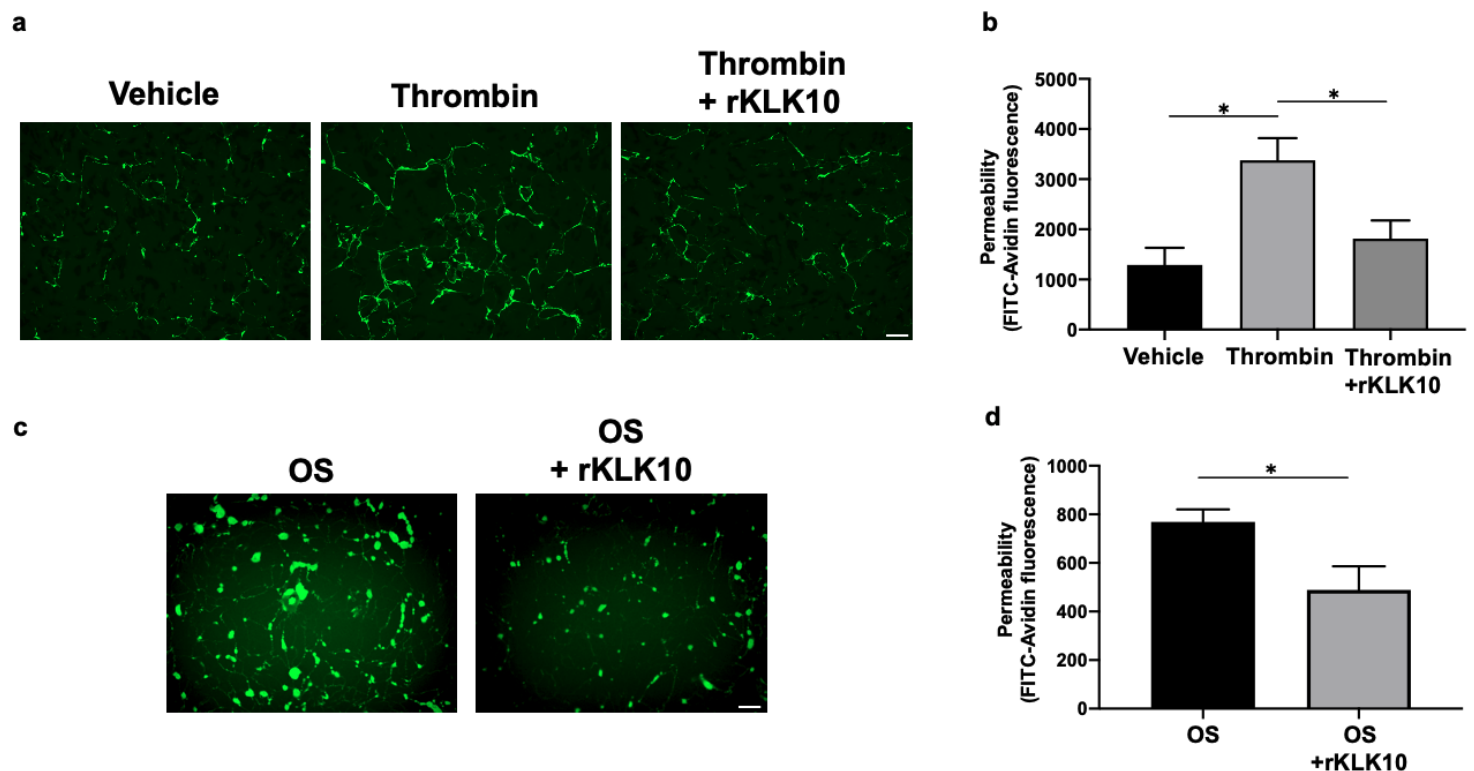 a
Vehicle
Thrombin
Thrombin
+ rKLK10
b
Permeability
(FITC-Avidin fluorescence)
5000
4000
3000
2000
1000
0
*
*
Vehicle
Thrombin
Thrombin
+rKLK10
c
OS
OS
+ rKLK10
d
Permeability
(FITC-Avidin fluorescence)
1000
800
600
400
200
0
*
OS
OS
+rKLK10